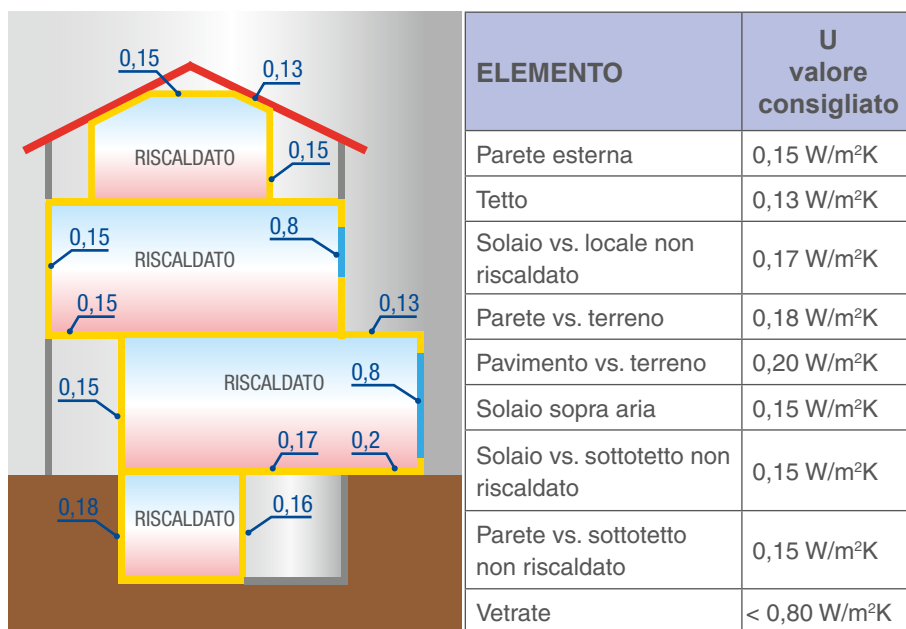 0,15
0,13
RISCALDATO
0,15
0,15
0,8
RISCALDATO
0,15
0,13
0,15
RISCALDATO
0,8
0,17
0,2
0,18
RISCALDATO
0,16
ELEMENTO
U
valore
consigliato
Parete esterna
0,15 W/m²K
Tetto
0,13 W/m²K
Solaio vs. locale non
riscaldato
0,17 W/m²K
Parete vs. terreno
0,18 W/m²K
Pavimento vs. terreno
0,20 W/m²K
Solaio sopra aria
0,15 W/m²K
Solaio vs. sottotetto non
riscaldato
0,15 W/m²K
Parete vs. sottotetto
non riscaldato
0,15 W/m²K
Vetrate
< 0,80 W/m²K